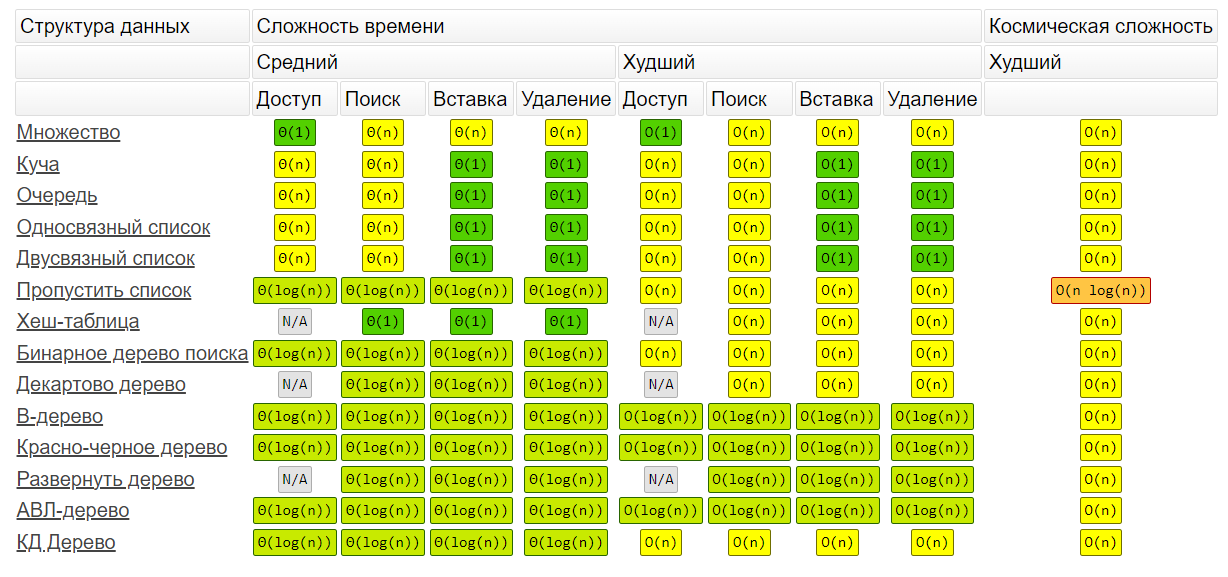 Структура данных Сложность времени Космическая сложность
Средний Худший Худший
Доступ Поиск Вставка Удаление Доступ Поиск Вставка Удаление
Множество Θ(1) Θ(n) Θ(n) Θ(n) O(1) O(n) O(n) O(n) O(n)
Куча Θ(n) Θ(n) Θ(1) Θ(1) O(n) O(n) O(1) O(1) O(n)
Очередь Θ(n) Θ(n) Θ(1) Θ(1) O(n) O(n) O(1) O(1) O(n)
Односвязный список Θ(n) Θ(n) Θ(1) Θ(1) O(n) O(n) O(1) O(1) O(n)
Двусвязный список Θ(n) Θ(n) Θ(1) Θ(1) O(n) O(n) O(1) O(1) O(n)
Пропустить список Θ(log(n)) Θ(log(n)) Θ(log(n)) Θ(log(n)) O(n) O(n) O(n) O(n) O(n log(n))
Хеш-таблица N/A Θ(1) Θ(1) Θ(1) N/A O(n) O(n) O(n) O(n)
Бинарное дерево поиска Θ(log(n)) Θ(log(n)) Θ(log(n)) Θ(log(n)) O(n) O(n) O(n) O(n) O(n)
Декартово дерево N/A Θ(log(n)) Θ(log(n)) Θ(log(n)) N/A O(n) O(n) O(n) O(n)
В-дерево Θ(log(n)) Θ(log(n)) Θ(log(n)) Θ(log(n)) O(log(n)) O(log(n)) O(log(n)) O(log(n)) O(n)
Красно-черное дерево Θ(log(n)) Θ(log(n)) Θ(log(n)) Θ(log(n)) O(log(n)) O(log(n)) O(log(n)) O(log(n)) O(n)
Развернуть дерево N/A Θ(log(n)) Θ(log(n)) Θ(log(n)) N/A O(log(n)) O(log(n)) O(log(n)) O(n)
АВЛ-дерево Θ(log(n)) Θ(log(n)) Θ(log(n)) Θ(log(n)) O(log(n)) O(log(n)) O(log(n)) O(log(n)) O(n)
КД Дерево Θ(log(n)) Θ(log(n)) Θ(log(n)) Θ(log(n)) O(n) O(n) O(n) O(n) O(n)